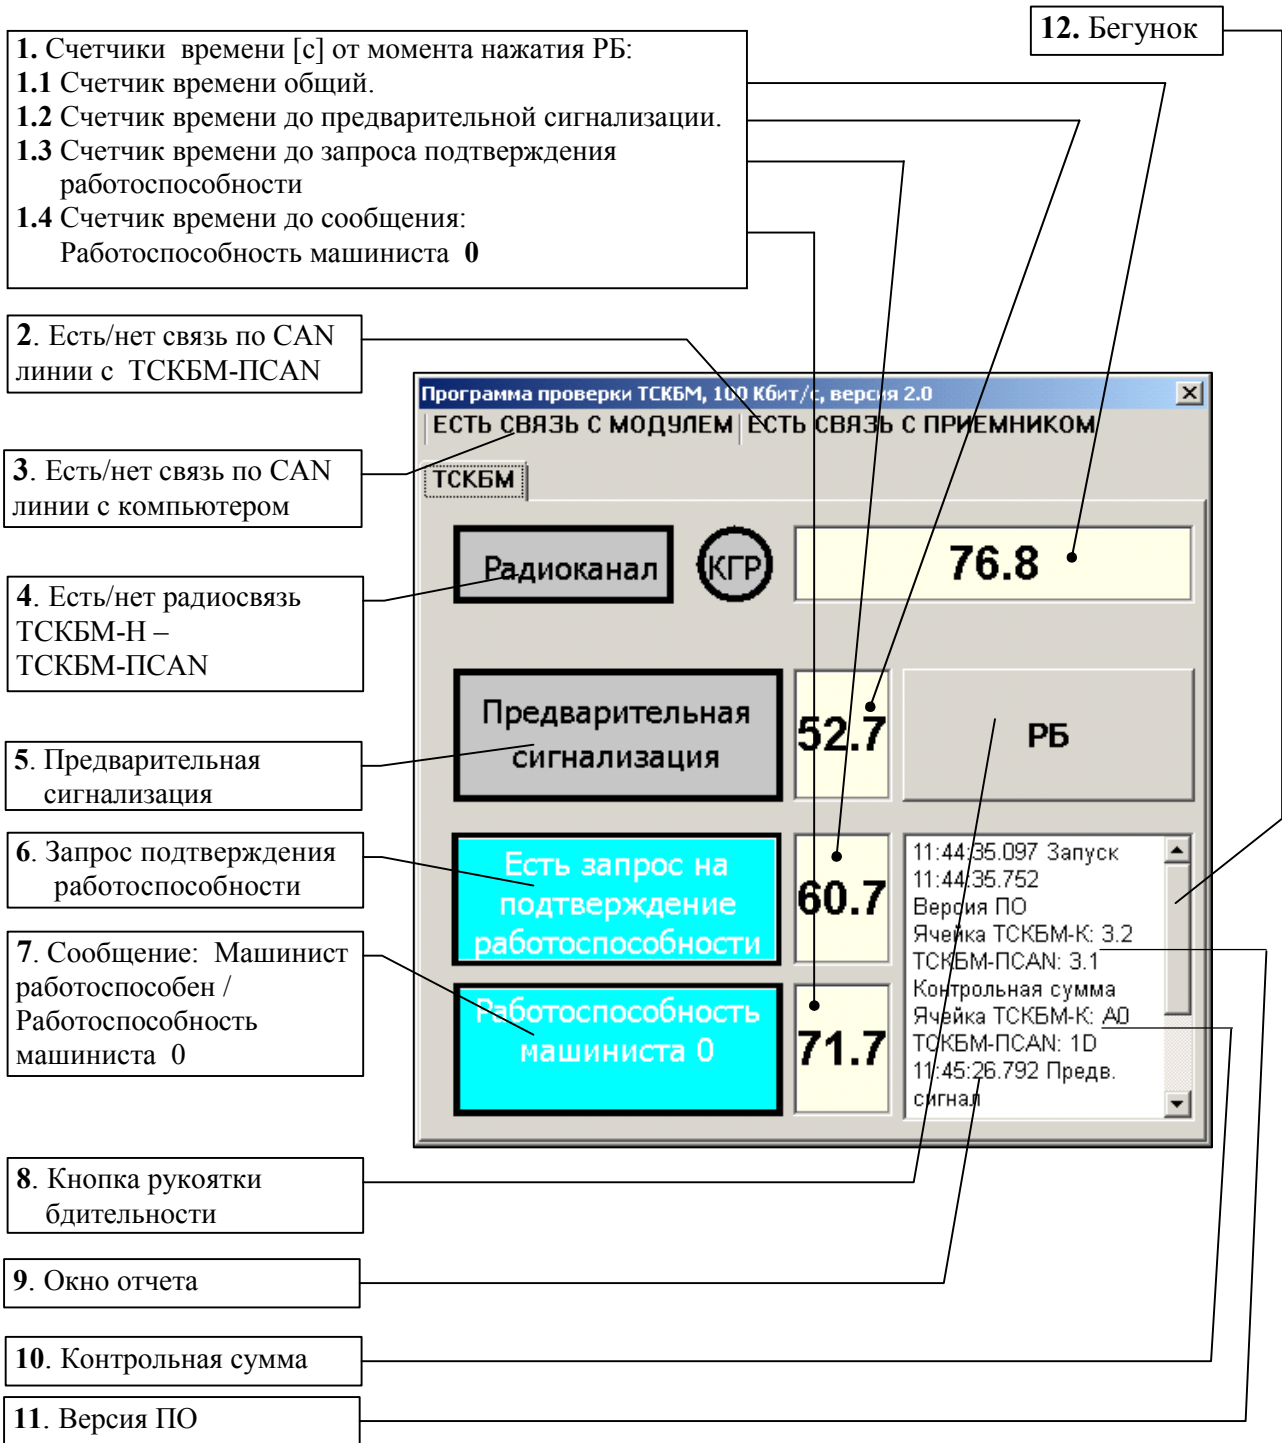 12. Бегунок
1. Счетчики времени [с] от момента нажатия РБ:
1.1 Счетчик времени общий.
1.2 Счетчик времени до предварительной сигнализации.
1.3 Счетчик времени до запроса подтверждения
работоспособности
1.4 Счетчик времени до сообщения:
Работоспособность машиниста 0
2. Есть/нет связь по CAN
линии с ТСКБМ-ПCAN
3. Есть/нет связь по CAN
линии с компьютером
4. Есть/нет радиосвязь
ТСКБМ-Н –
ТСКБМ-ПCAN
5. Предварительная
сигнализация
6. Запрос подтверждения
работоспособности
7. Сообщение: Машинист
работоспособен /
Работоспособность
машиниста 0
8. Кнопка рукоятки
бдительности
9. Окно отчета
10. Контрольная сумма
11. Версия ПО
Программа проверки ТСКБМ, 100 Кбит/с, версия 2.0
ЕСТЬ СВЯЗЬ С МОДУЛЕМ ЕСТЬ СВЯЗЬ С ПРИЕМНИКОМ
ТСКБМ
Радиоканал КГР 76.8
Предварительная
сигнализация
52.7
РБ
Есть запрос на
подтверждение
работоспособности
60.7
Работоспособность
машиниста 0
71.7
11:44:35.097 Запуск
11:44:35.752
Версия ПО
Ячейка ТСКБМ-К: 3.2
ТСКБМ-ПCAN: 3.1
Контрольная сумма
Ячейка ТСКБМ-К: A0
ТСКБМ-ПCAN: 1D
11:45:26.792 Предв.
сигнал